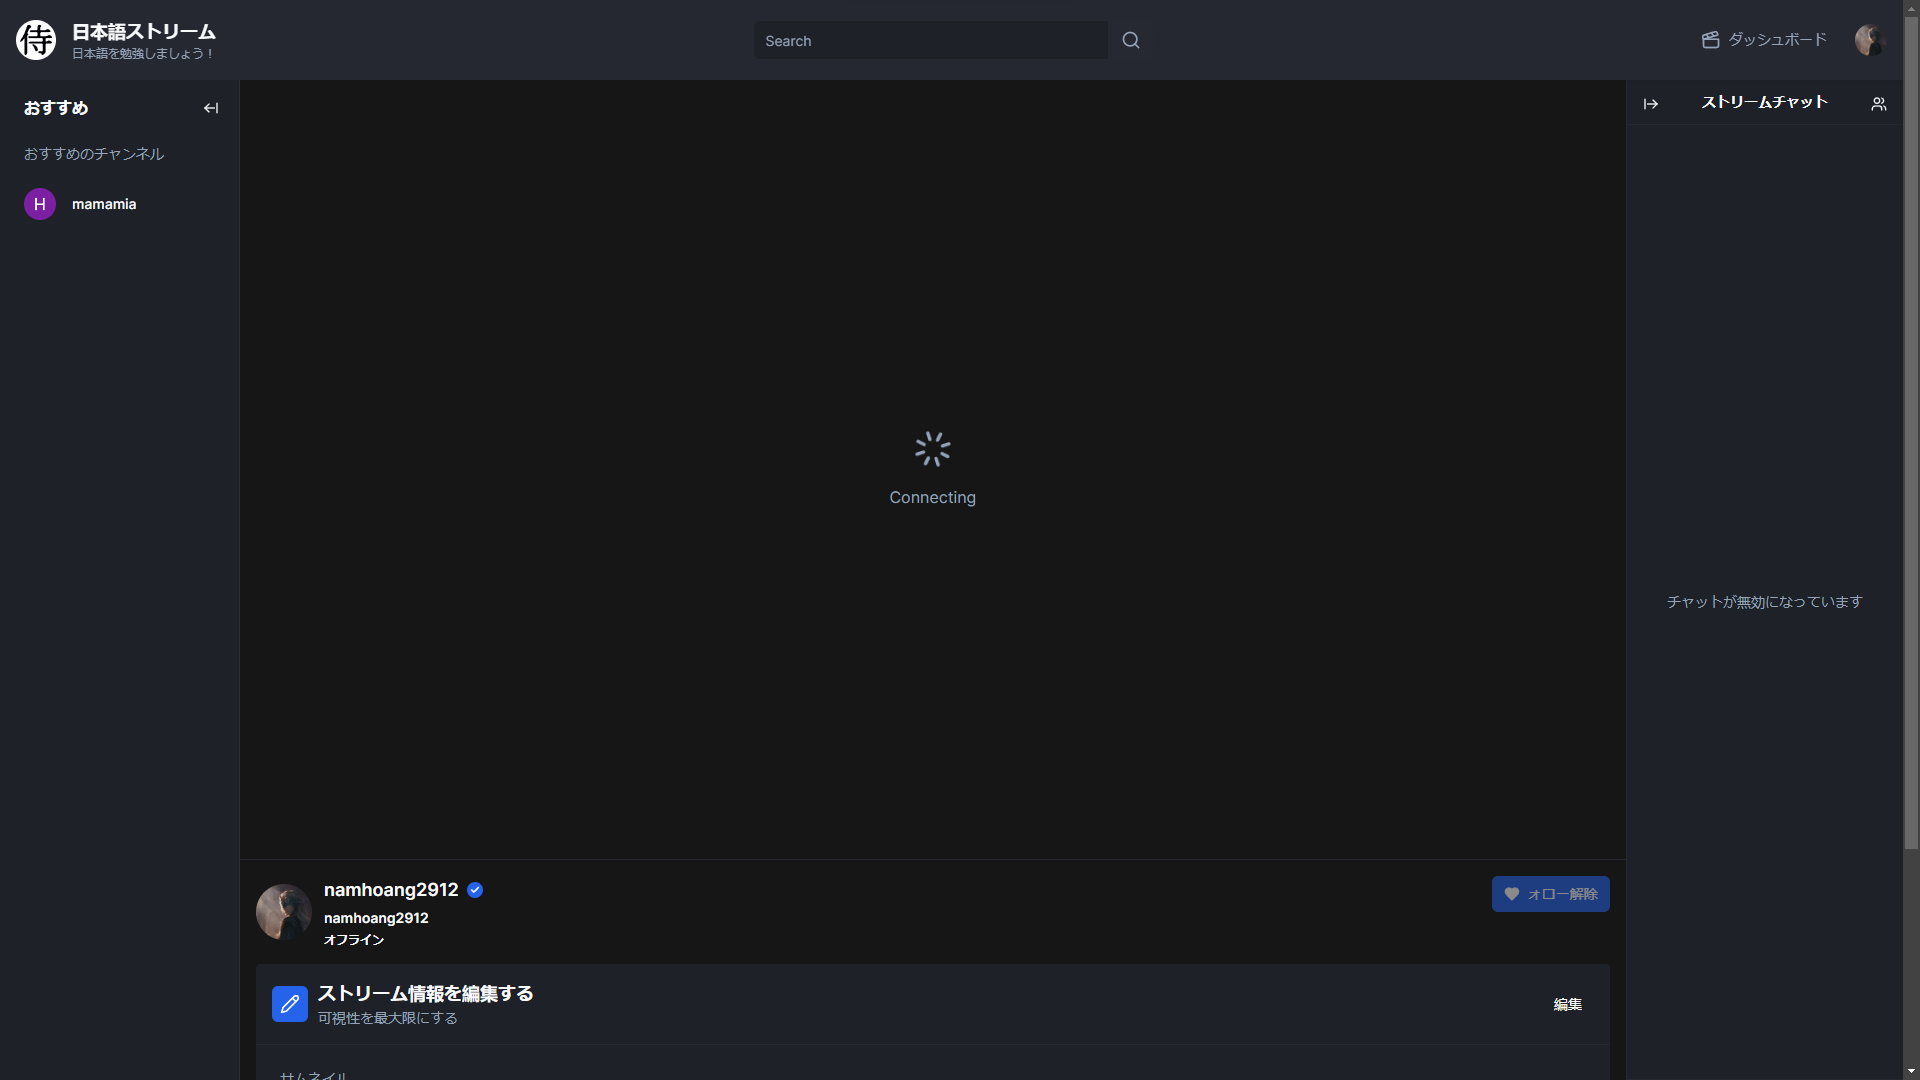 侍
日本語ストリーム
日本語を勉強しましょう！
Search
ダッシュボード
おすすめ
おすすめのチャンネル
H
mamamia
Connecting
ストリームチャット
チャットが無効になっています
namhoang2912
namhoang2912
オフライン
ォロー解除
ストリーム情報を編集する
可視性を最大限にする
編集
サムネイル